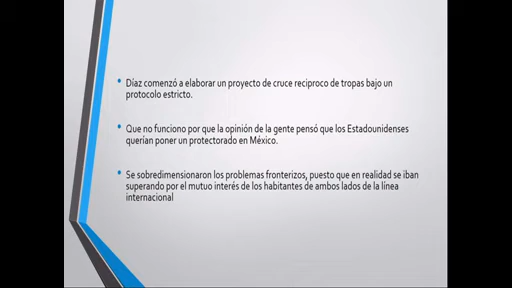 • Díaz comenzó a elaborar un proyecto de cruce reciproco de tropas bajo un
protocolo estricto.
• Que no funciono por que la opinión de la gente pensó que los Estadounidenses
querían poner un protectorado en México.
• Se sobredimensionaron los problemas fronterizos, puesto que en realidad se iban
superando por el mutuo interés de los habitantes de ambos lados de la línea
internacional